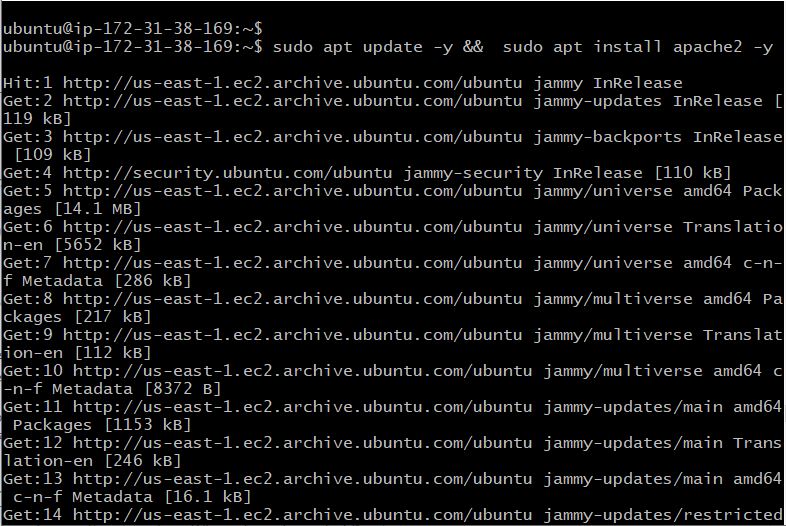 ubuntu@ip-172-31-38-169:~$
ubuntu@ip-172-31-38-169:~$ sudo apt update -y &&  sudo apt install apache2 -y
Hit:1 http://us-east-1.ec2.archive.ubuntu.com/ubuntu jammy InRelease
Get:2 http://us-east-1.ec2.archive.ubuntu.com/ubuntu jammy-updates InRelease [
119 kB]
Get:3 http://us-east-1.ec2.archive.ubuntu.com/ubuntu jammy-backports InRelease
 [109 kB]
Get:4 http://security.ubuntu.com/ubuntu jammy-security InRelease [110 kB]
Get:5 http://us-east-1.ec2.archive.ubuntu.com/ubuntu jammy/universe amd64 Pack
ages [14.1 MB]
Get:6 http://us-east-1.ec2.archive.ubuntu.com/ubuntu jammy/universe Translatio
n-en [5652 kB]
Get:7 http://us-east-1.ec2.archive.ubuntu.com/ubuntu jammy/universe amd64 c-n-
f Metadata [286 kB]
Get:8 http://us-east-1.ec2.archive.ubuntu.com/ubuntu jammy/multiverse amd64 Pa
ckages [217 kB]
Get:9 http://us-east-1.ec2.archive.ubuntu.com/ubuntu jammy/multiverse Translat
ion-en [112 kB]
Get:10 http://us-east-1.ec2.archive.ubuntu.com/ubuntu jammy/multiverse amd64 c
-n-f Metadata [8372 B]
Get:11 http://us-east-1.ec2.archive.ubuntu.com/ubuntu jammy-updates/main amd64
 Packages [1153 kB]
Get:12 http://us-east-1.ec2.archive.ubuntu.com/ubuntu jammy-updates/main Trans
lation-en [246 kB]
Get:13 http://us-east-1.ec2.archive.ubuntu.com/ubuntu jammy-updates/main amd64
 c-n-f Metadata [16.1 kB]
Get:14 http://us-east-1.ec2.archive.ubuntu.com/ubuntu jammy-updates/restricted